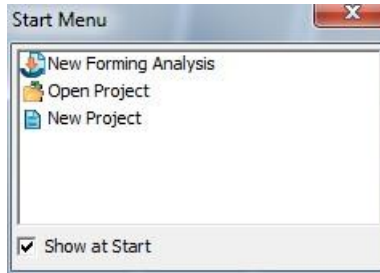 Start Menu
New Forming Analysis
Open Project
New Project
Show at Start